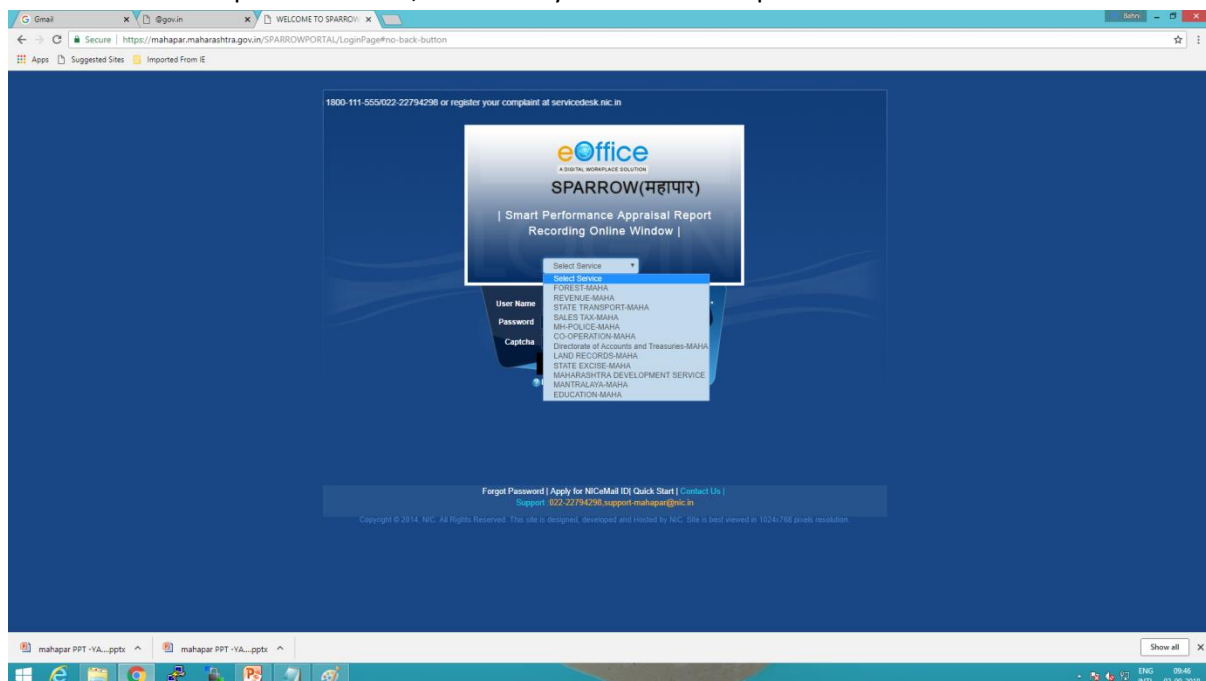 Gmail
@gov.in
WELCOME TO SPARROW
Sahni
Secure | https://mahapar.maharashtra.gov.in/SPARROWPORTAL/LoginPage#no-back-button
Apps Suggested Sites Imported From IE
1800-111-555/022-22794298 or register your complaint at servicedesk.nic.in
eOffice
A DIGITAL WORKPLACE SOLUTION
SPARROW(महापार)
| Smart Performance Appraisal Report
Recording Online Window |
Select Service
Select Service
FOREST-MAHA
REVENUE-MAHA
STATE TRANSPORT-MAHA
SALES TAX-MAHA
MH-POLICE-MAHA
CO-OPERATION-MAHA
Directorate of Accounts and Treasuries-MAHA
LAND RECORDS-MAHA
STATE EXCISE-MAHA
MAHARASHTRA DEVELOPMENT SERVICE
MANTRALAYA-MAHA
EDUCATION-MAHA
User Name
Password
Captcha
Forgot Password | Apply for NICeMail ID| Quick Start | Contact Us |
Support :022-22794298,support-mahapar@nic.in
Copyright © 2014, NIC. All Rights Reserved. This site is designed, developed and Hosted by NIC. Site is best viewed in 1024x768 pixels resolution.
mahapar PPT -YA....pptx
mahapar PPT -YA....pptx
Show all
ENG 09:46